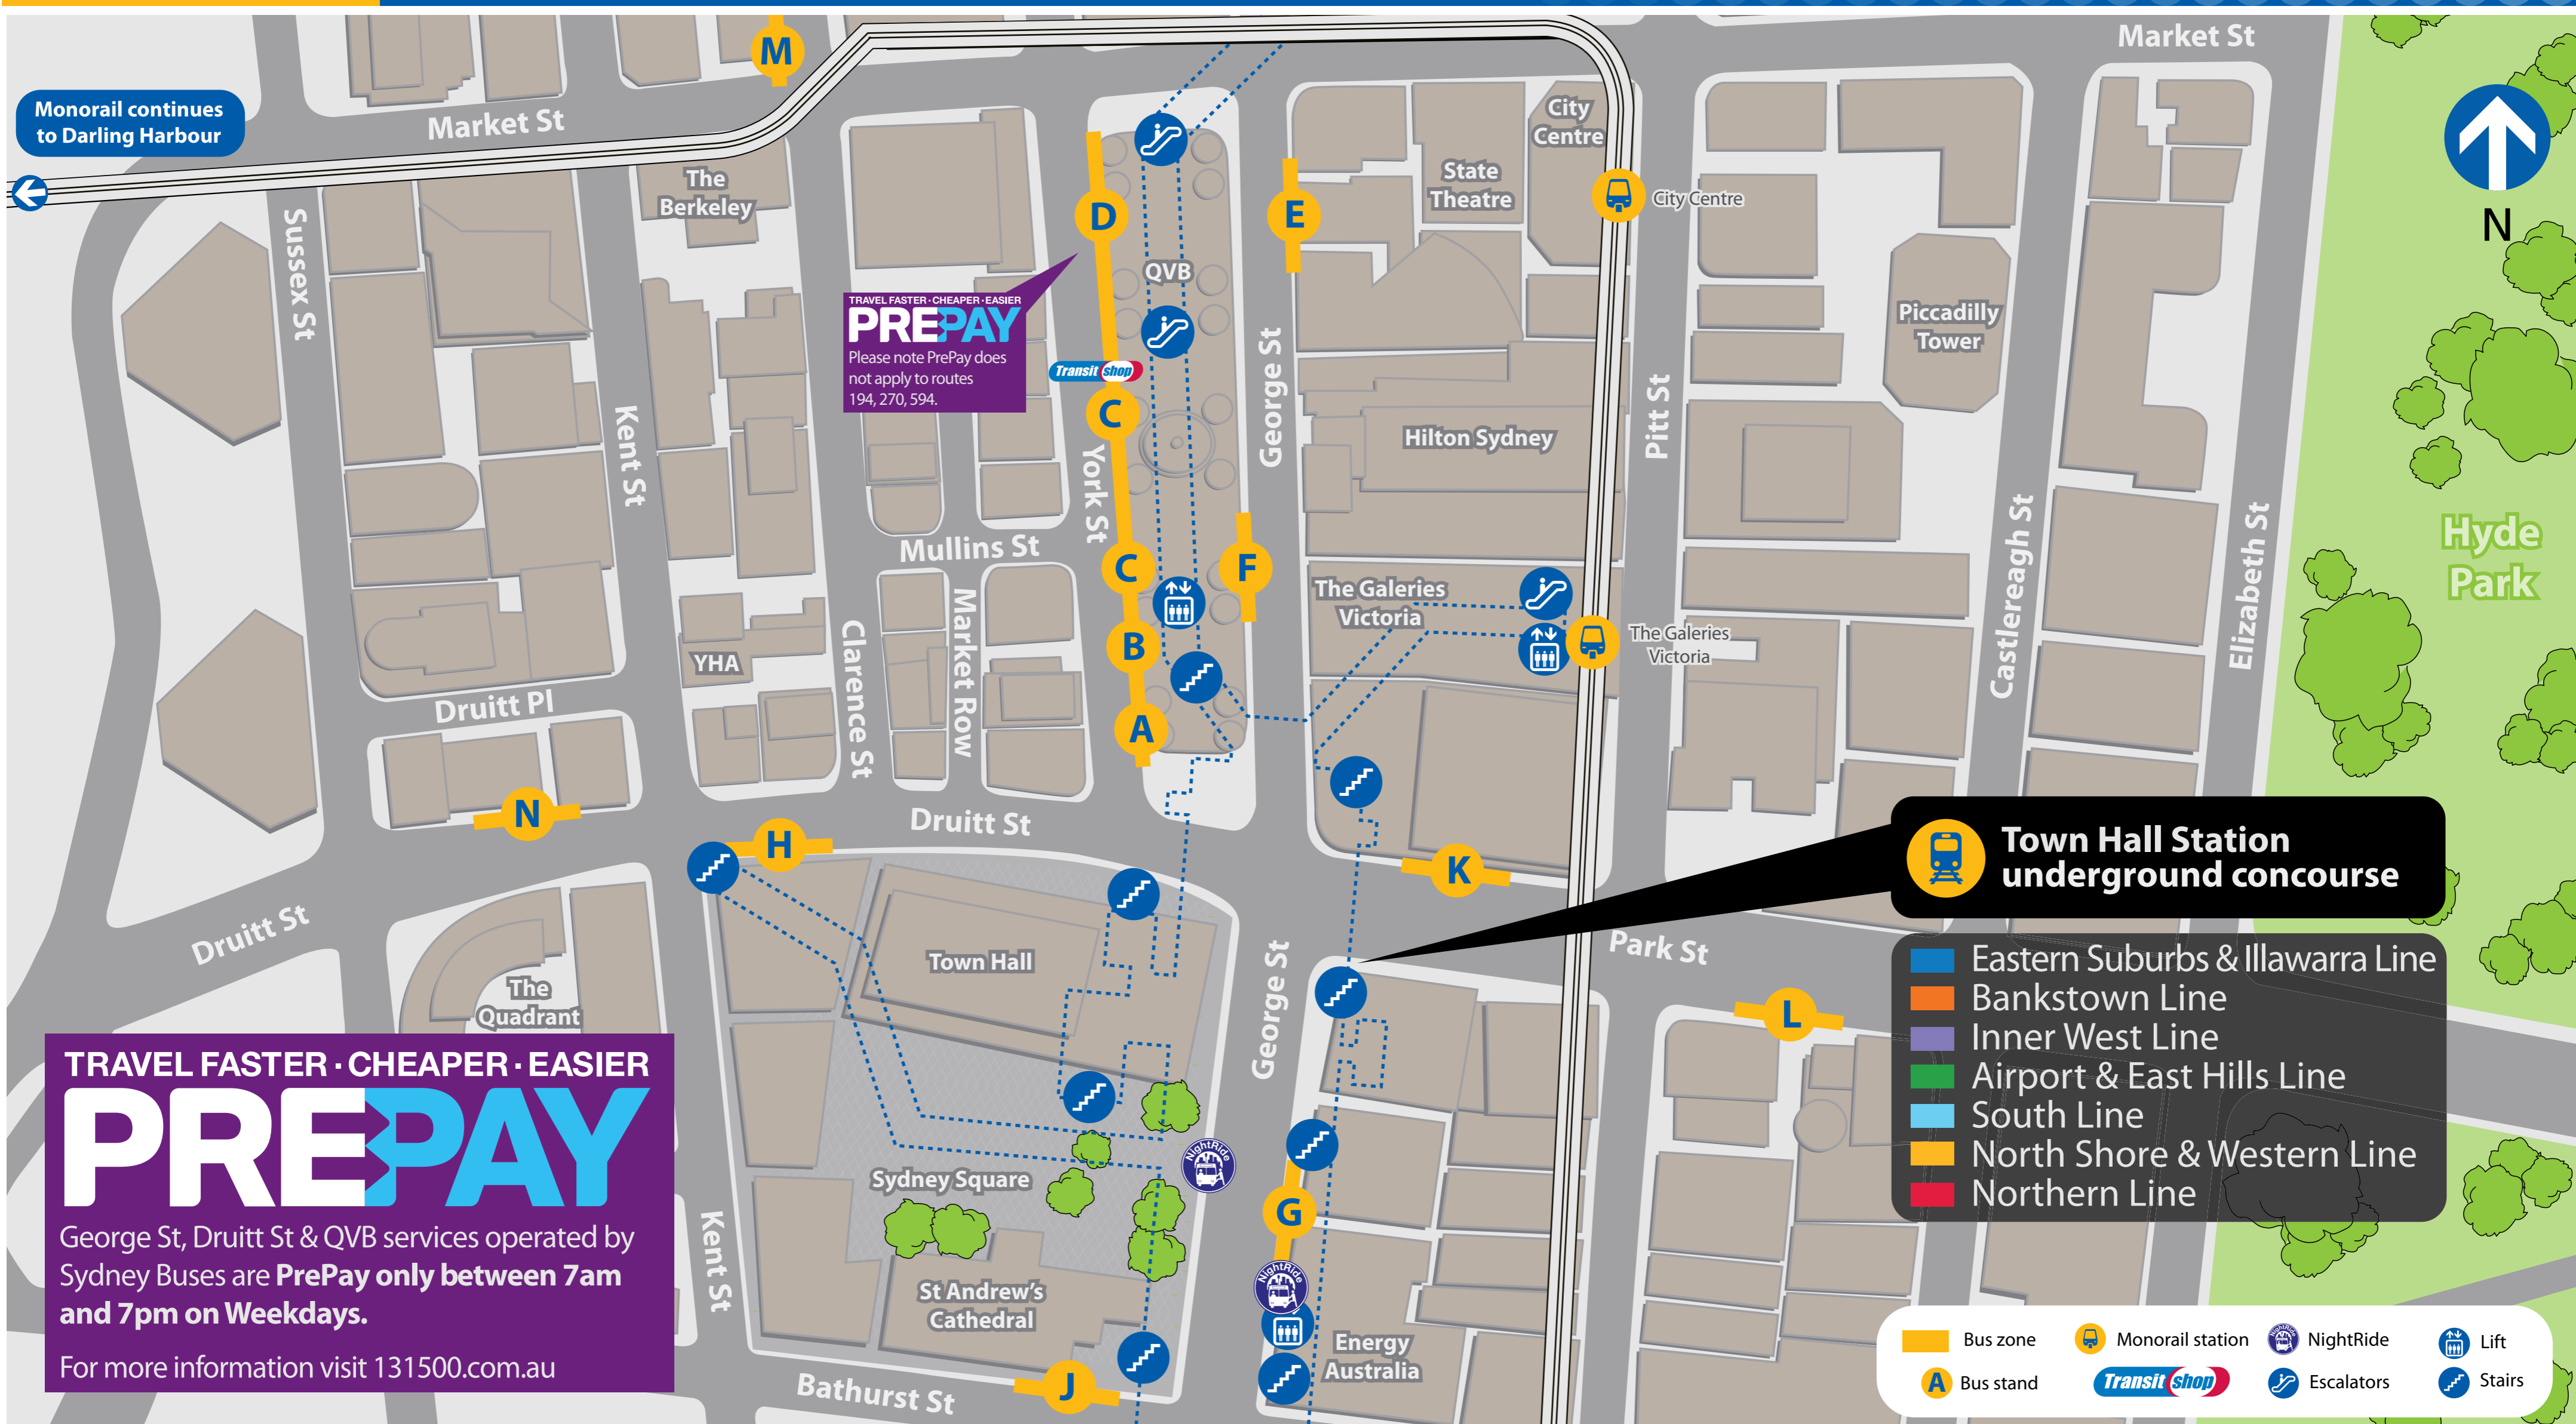 Market St
M
Monorail continues
to Darling Harbour
Market St
City
Centre
N
The
Berkeley
State
Theatre
City Centre
D
E
Sussex St
QVB
TRAVEL FASTER · CHEAPER · EASIER
PREPAY
Please note PrePay does
not apply to routes
194, 270, 594.
Transit shop
Piccadilly
Tower
George St
Pitt St
Kent St
C
York St
Hilton Sydney
Castlereagh St
Elizabeth St
Hyde
Park
Mullins St
C
F
The Galeries
Victoria
The Galeries
Victoria
Clarence St
Market Row
B
YHA
Druitt Pl
A
N
Druitt St
H
K
Town Hall Station
underground concourse
Druitt St
Town Hall
George St
Park St
L
The
Quadrant
Eastern Suburbs & Illawarra Line
Bankstown Line
Inner West Line
Airport & East Hills Line
South Line
North Shore & Western Line
Northern Line
TRAVEL FASTER · CHEAPER · EASIER
PREPAY
George St, Druitt St & QVB services operated by
Sydney Buses are PrePay only between 7am
and 7pm on Weekdays.
For more information visit 131500.com.au
Kent St
Sydney Square
NightRide
G
NightRide
St Andrew's
Cathedral
Energy
Australia
J
Bathurst St
Bus zone
Monorail station
NightRide
NightRide
Lift
A
Bus stand
Transit shop
Escalators
Stairs